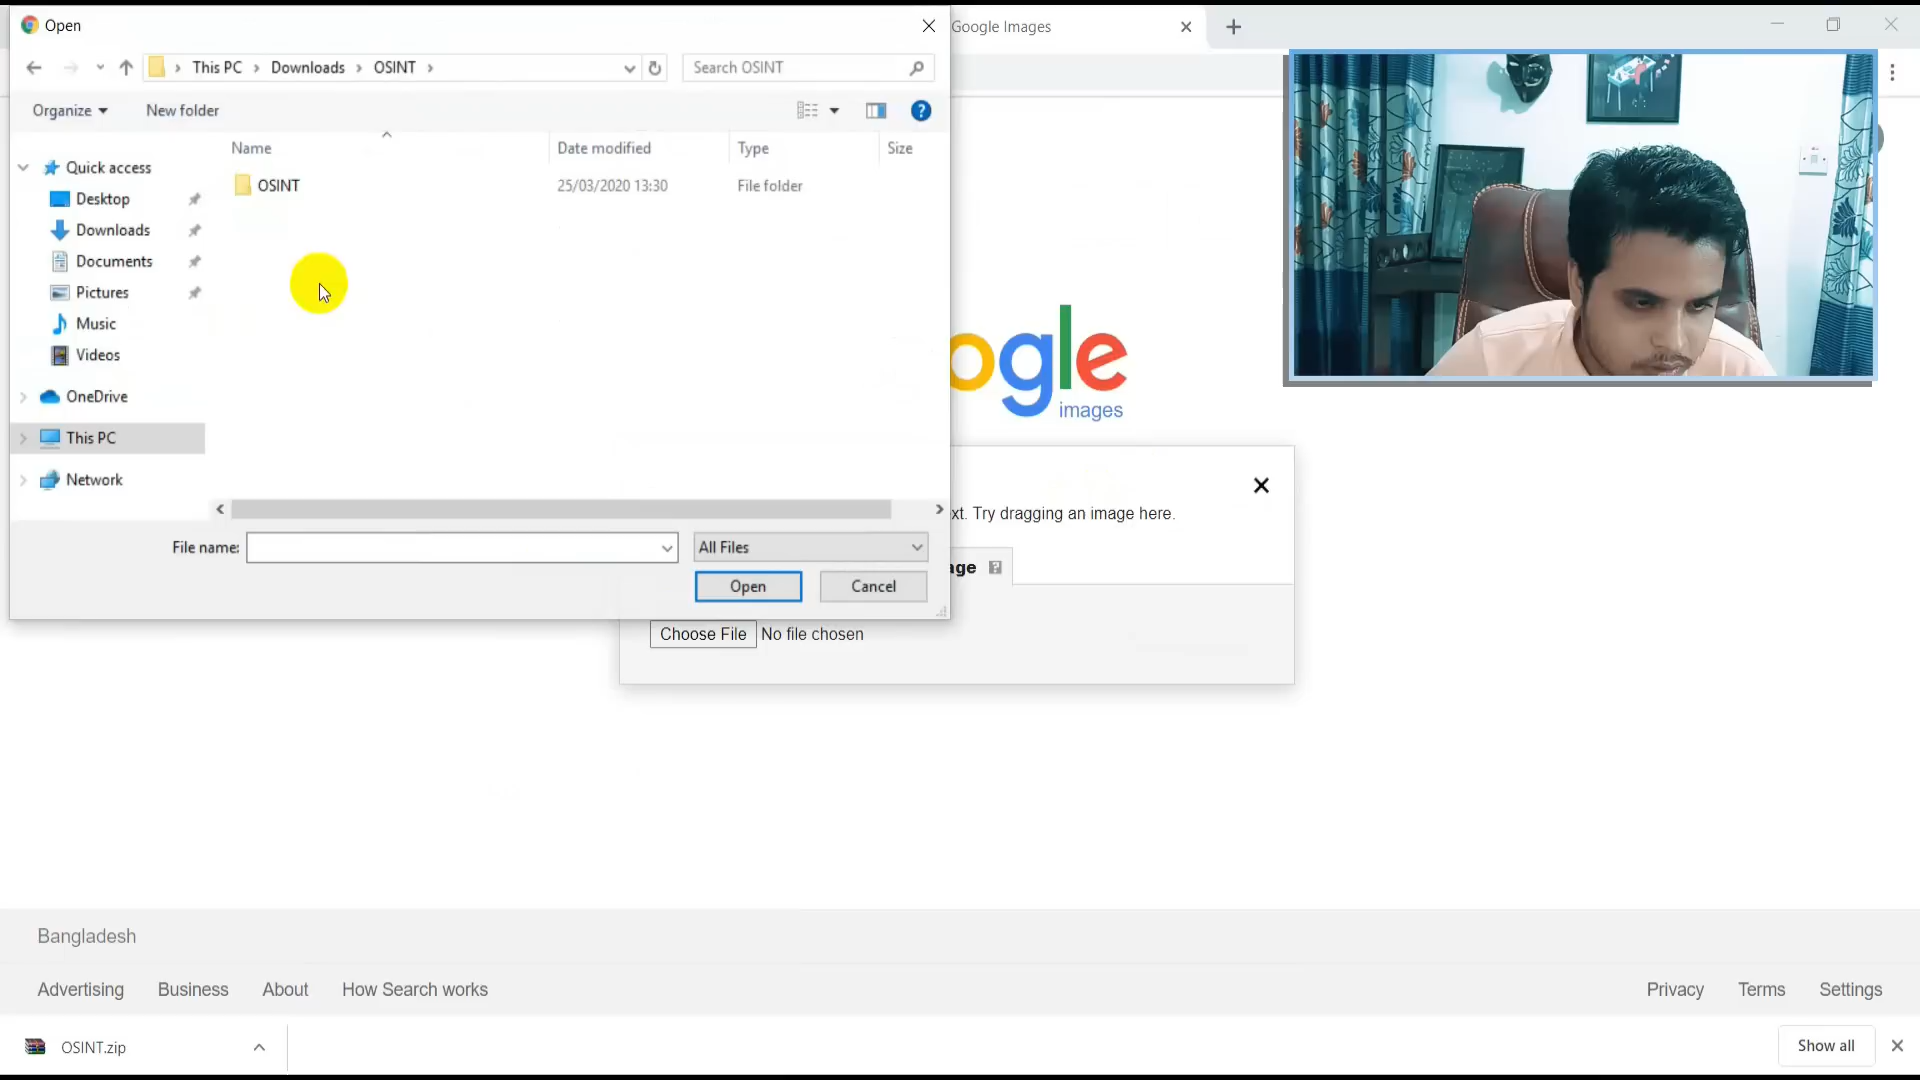 Open
Google Images
This PC > Downloads > OSINT >
Search OSINT
Organize
New folder
Name
Date modified
Type
Size
Quick access
OSINT
25/03/2020 13:30
File folder
Desktop
Downloads
Documents
Pictures
Music
Videos
OneDrive
This PC
Network
ogle
images
xt. Try dragging an image here.
File name:
All Files
age
Open
Cancel
Choose File
No file chosen
Bangladesh
Advertising
Business
About
How Search works
Privacy
Terms
Settings
OSINT.zip
Show all